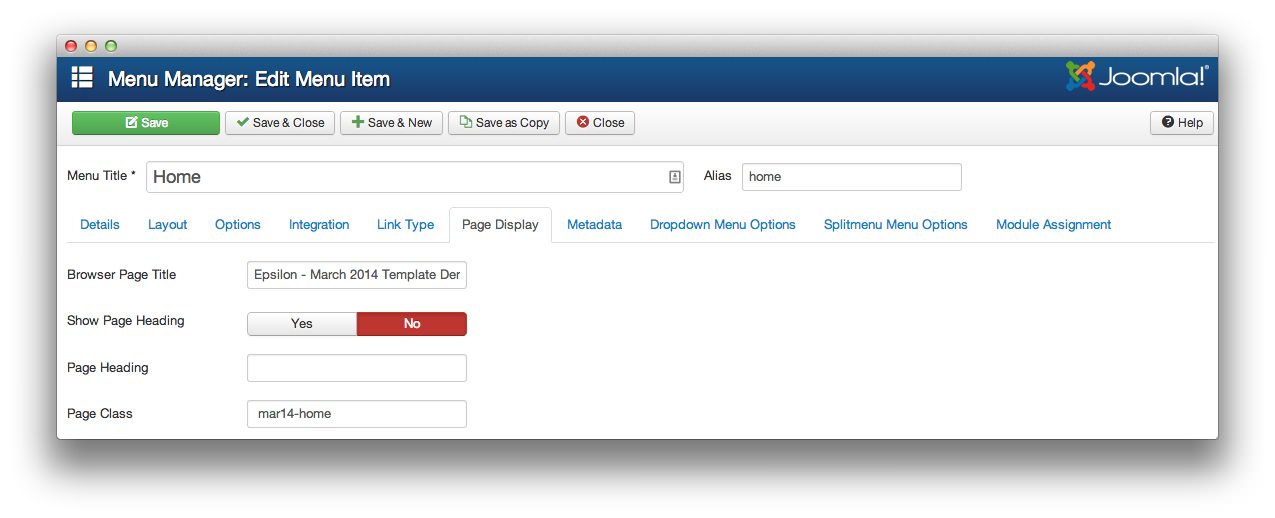 Menu Manager: Edit Menu Item
Joomla!®
Save
Save & Close
Save & New
Save as Copy
Close
Help
Menu Title *
Home
Alias
home
Details
Layout
Options
Integration
Link Type
Page Display
Metadata
Dropdown Menu Options
Splitmenu Menu Options
Module Assignment
Browser Page Title
Epsilon - March 2014 Template Der
Show Page Heading
Yes
No
Page Heading
Page Class
mar14-home